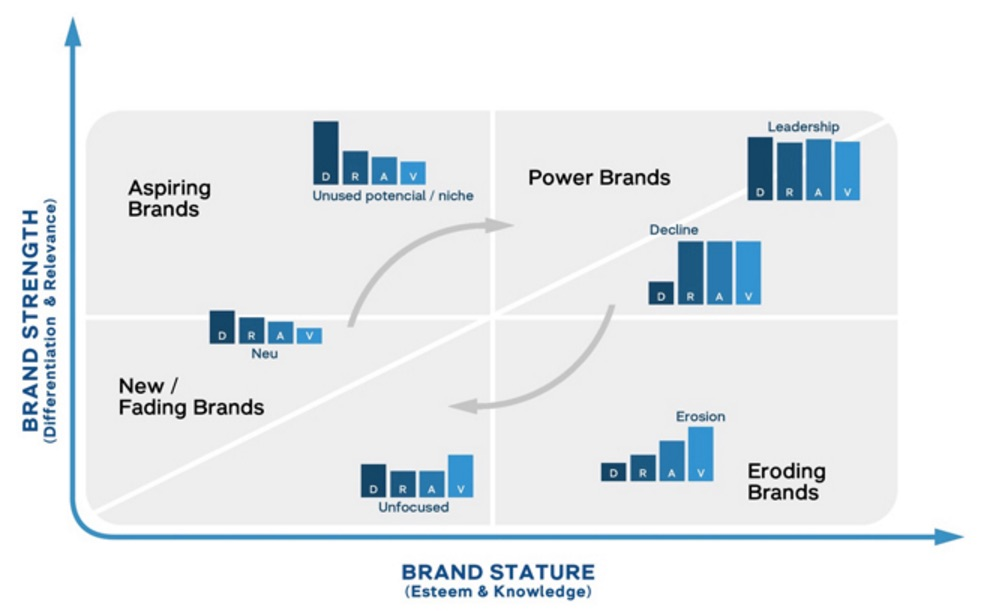 BRAND STRENGTH
(Differentiation & Relevance)
Aspiring
Brands
D R A V
Unused potencial / niche
Power Brands
Leadership
D R A V
Decline
D R A V
D R A V
Neu
New /
Fading Brands
D R A V
Unfocused
Erosion
D R A V
Eroding
Brands
BRAND STATURE
(Esteem & Knowledge)